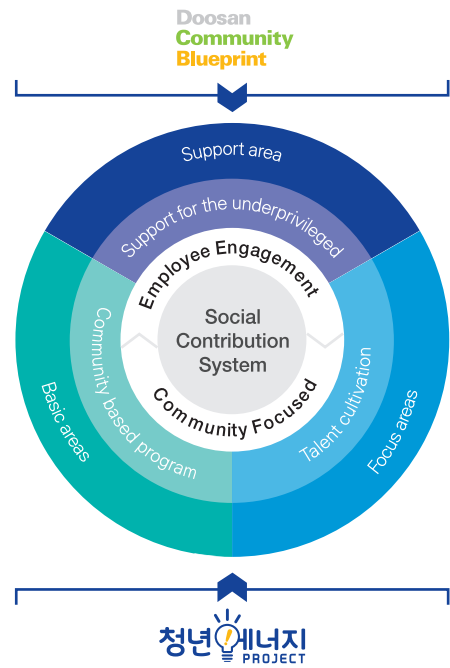 Doosan
Community
Blueprint
Support area
Support for the underprivileged
Employee Engagement
Social
Contribution
System
Community Focused
Community based program
Basic areas
Talent cultivation
Focus areas
청년에너지
PROJECT